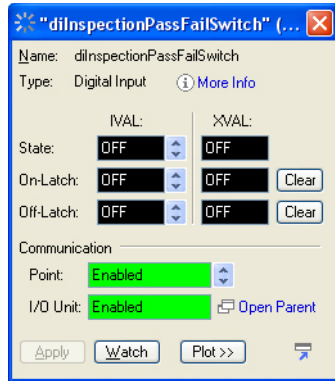 "diInspectionPassFailSwitch" (...
Name: diInspectionPassFailSwitch
Type: Digital Input More Info
IVAL: XVAL:
State: OFF OFF
On-Latch: OFF OFF Clear
Off-Latch: OFF OFF Clear
Communication
Point: Enabled
I/O Unit: Enabled Open Parent
Apply Watch Plot >>